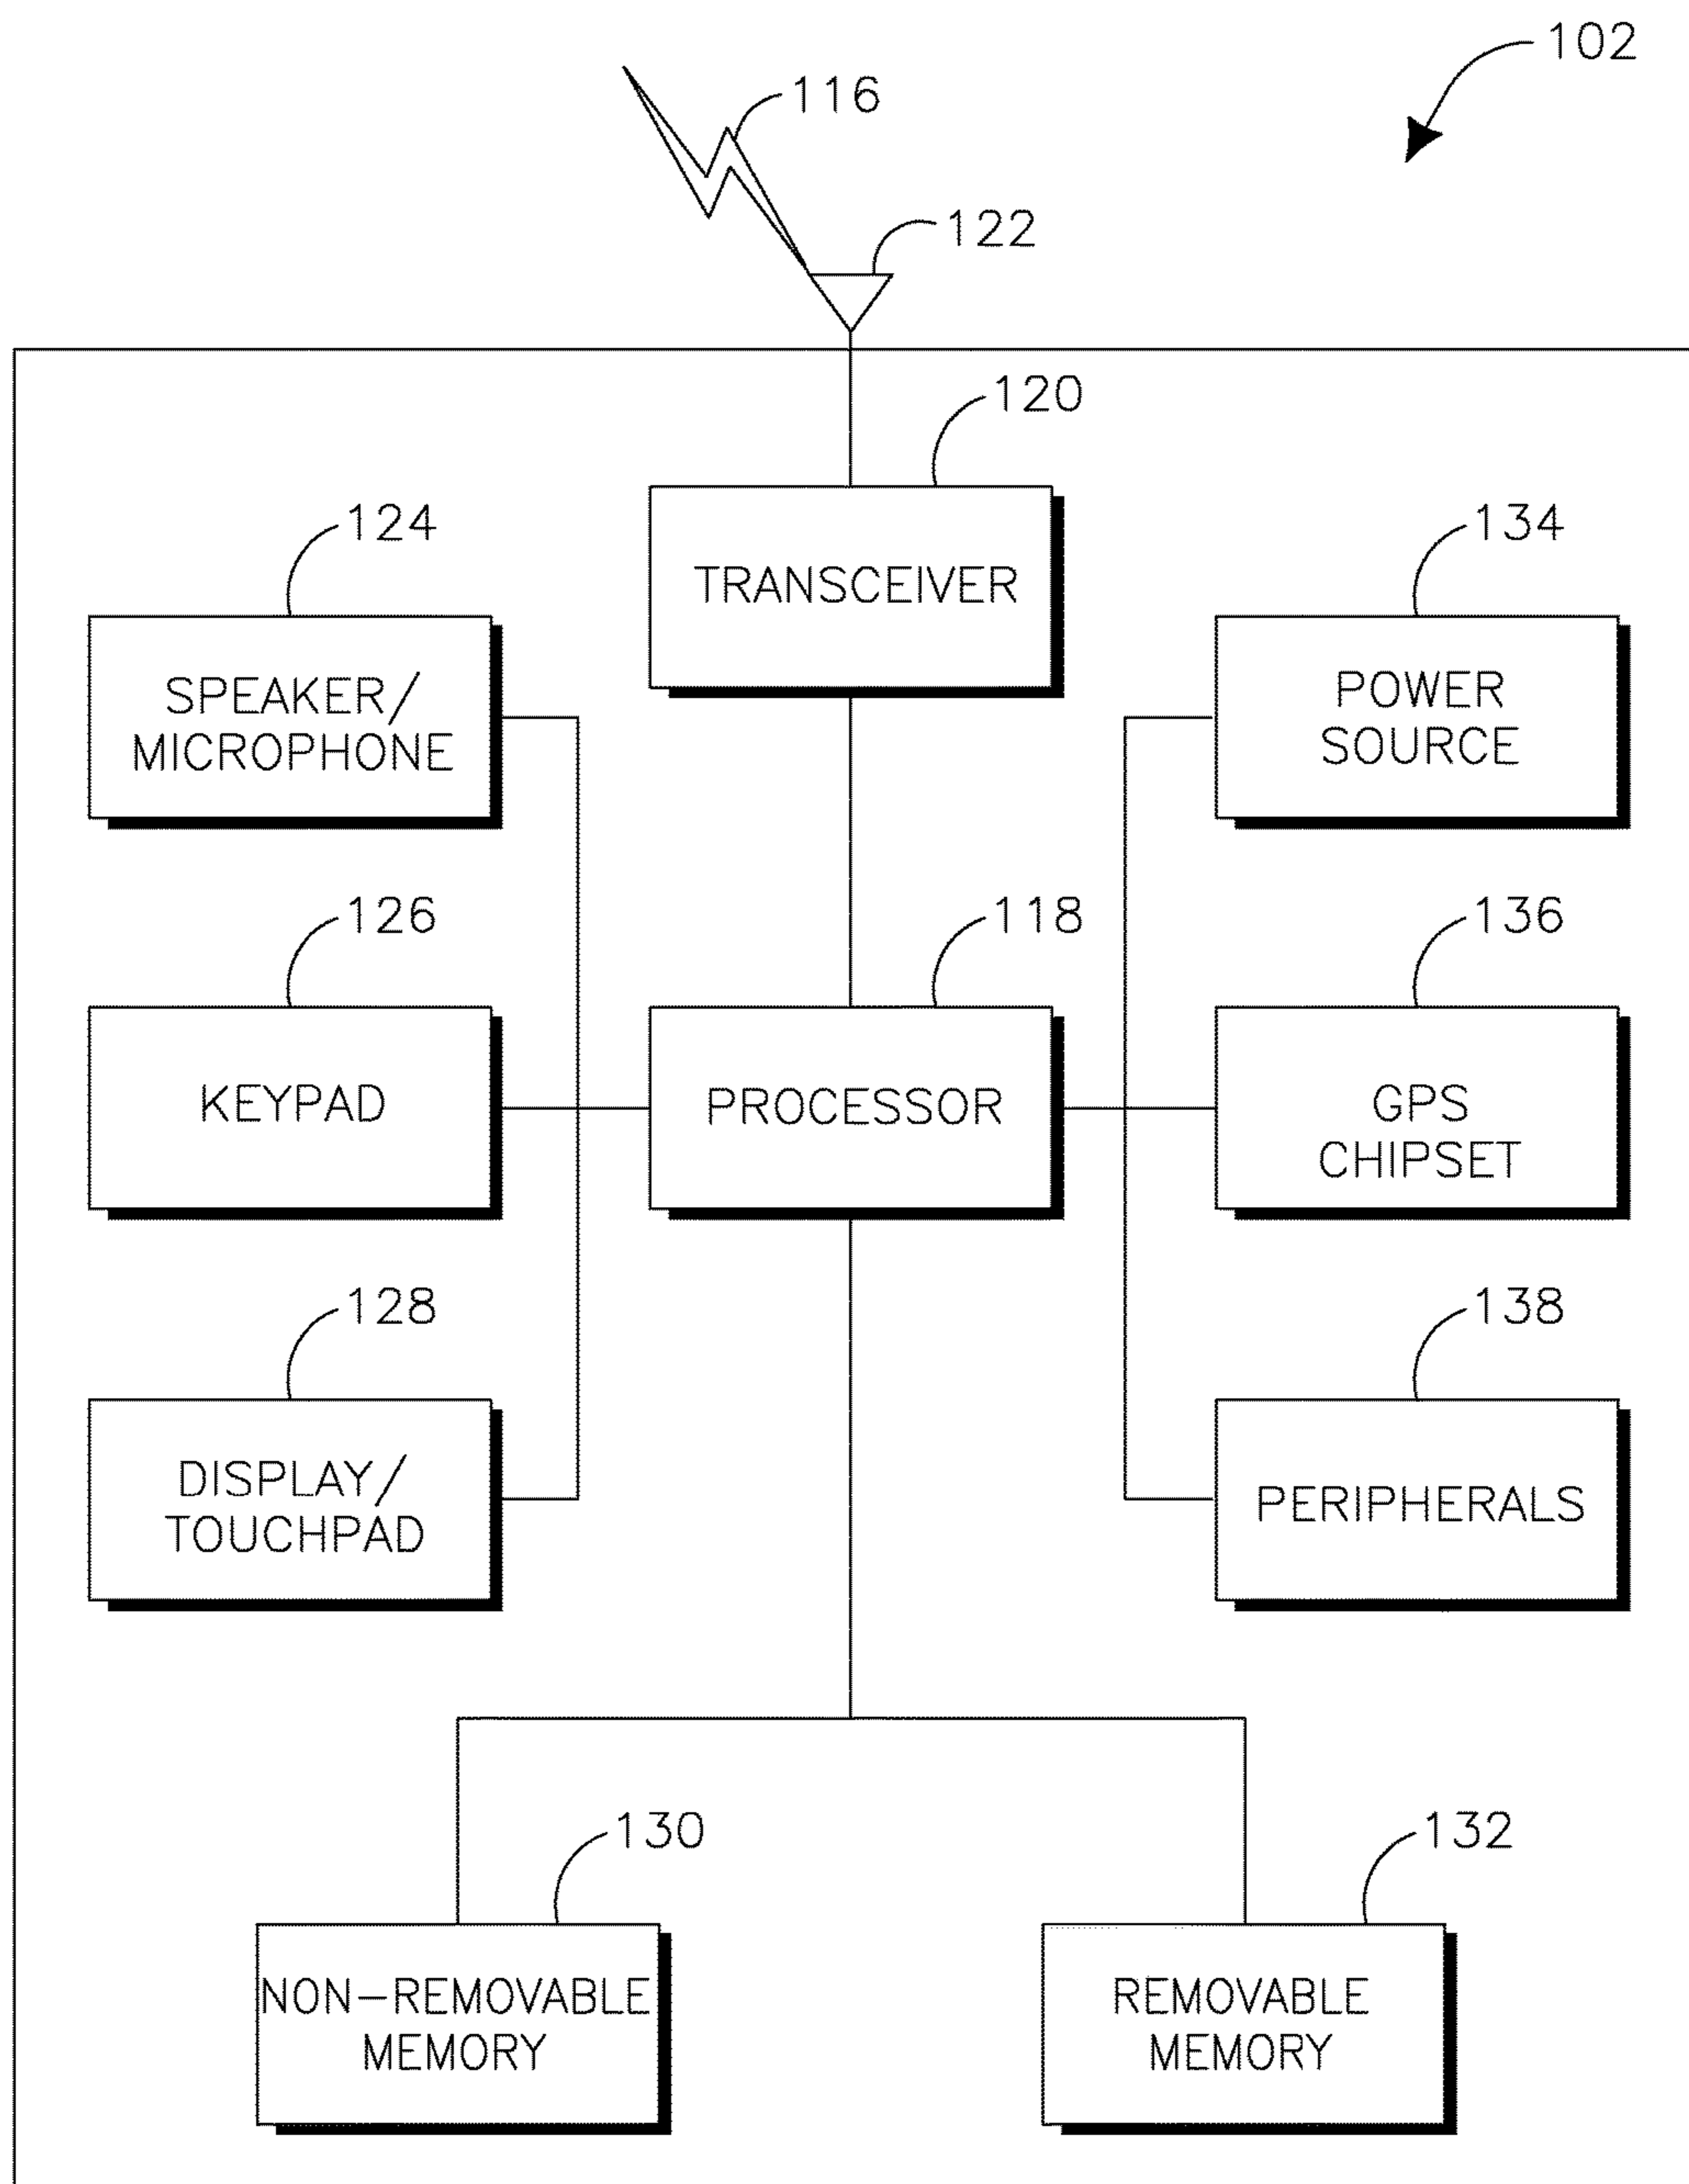 102
116
122
120
TRANSCEIVER
124
SPEAKER/
MICROPHONE
134
POWER
SOURCE
126
KEYPAD
118
PROCESSOR
136
GPS
CHIPSET
128
DISPLAY/
TOUCHPAD
138
PERIPHERALS
130
NON-REMOVABLE
MEMORY
132
REMOVABLE
MEMORY